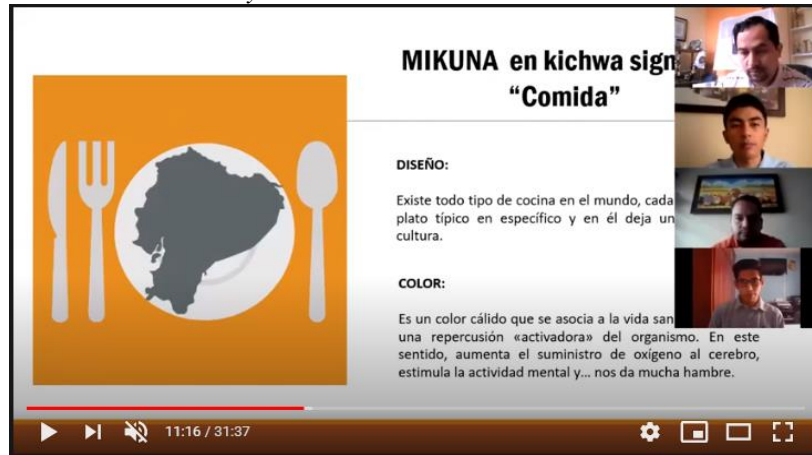 MIKUNA en kichwa sign
“Comida”
DISEÑO:
Existe todo tipo de cocina en el mundo, cada
plato típico en específico y en él deja un
cultura.
COLOR:
Es un color cálido que se asocia a la vida san
una repercusión «activadora» del organismo. En este
sentido, aumenta el suministro de oxígeno al cerebro,
estimula la actividad mental y... nos da mucha hambre.
11:16 / 31:37